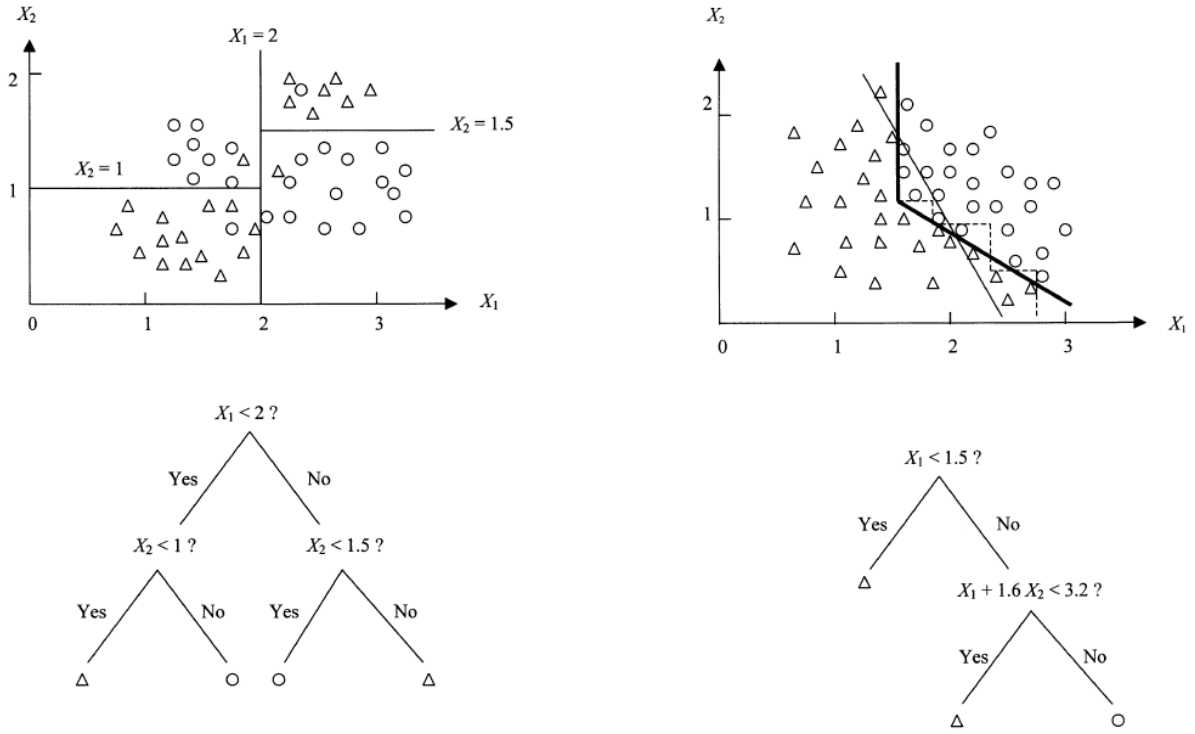 X₂
X₁ = 2
2
X₂ = 1.5
X₂ = 1
1
X₁
0
1
2
3
X₂
2
1
X₁
0
1
2
3
X₁ < 2 ?
Yes
No
X₂ < 1 ?
X₂ < 1.5 ?
Yes
No
Yes
No
X₁ < 1.5 ?
Yes
No
X₁ + 1.6 X₂ < 3.2 ?
Yes
No